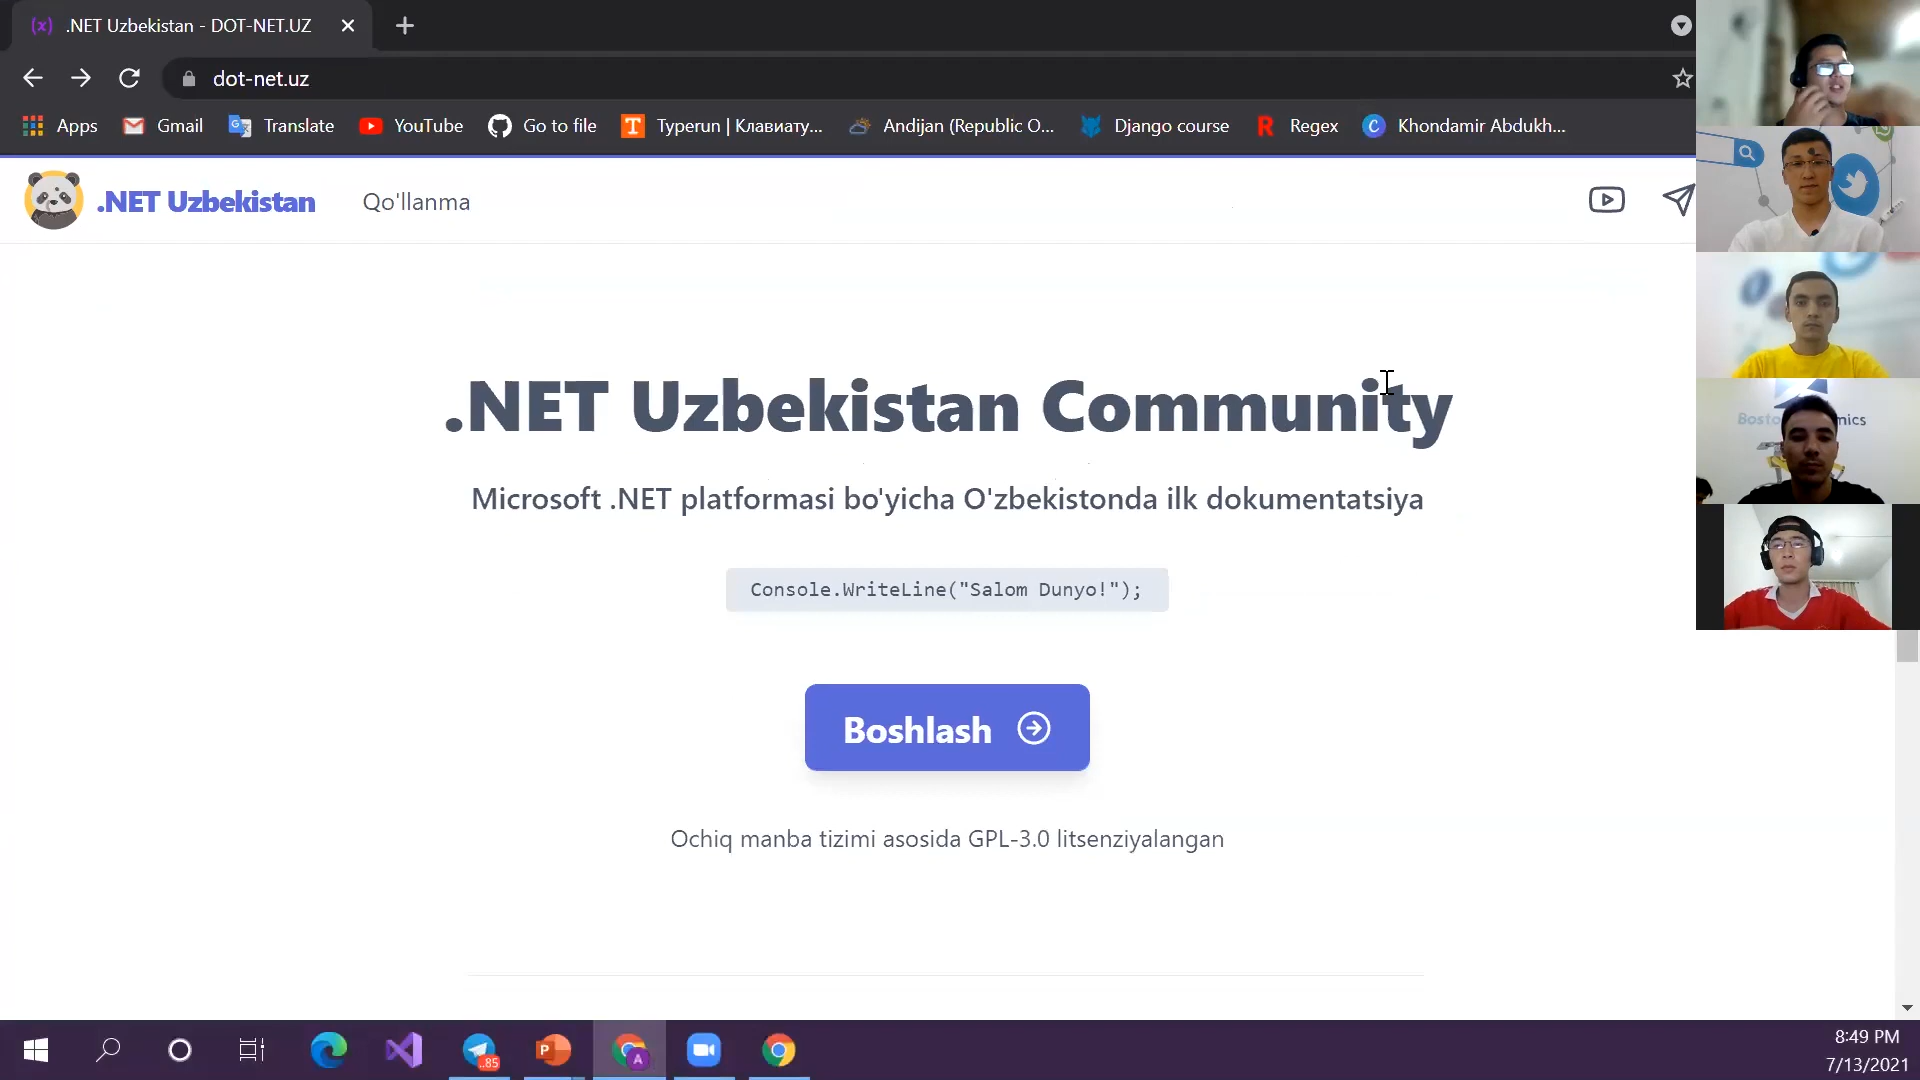 .NET Uzbekistan - DOT-NET.UZ
dot-net.uz
Apps Gmail Translate YouTube Go to file Typerun | Клавиату... Andijan (Republic O... Django course Regex Khondamir Abdukh...
.NET Uzbekistan Qo'llanma
.NET Uzbekistan Community
Microsoft .NET platformasi bo'yicha O'zbekistonda ilk dokumentatsiya
Console.WriteLine("Salom Dunyo!");
Boshlash
Ochiq manba tizimi asosida GPL-3.0 litsenziyalangan
..85
8:49 PM
7/13/2021